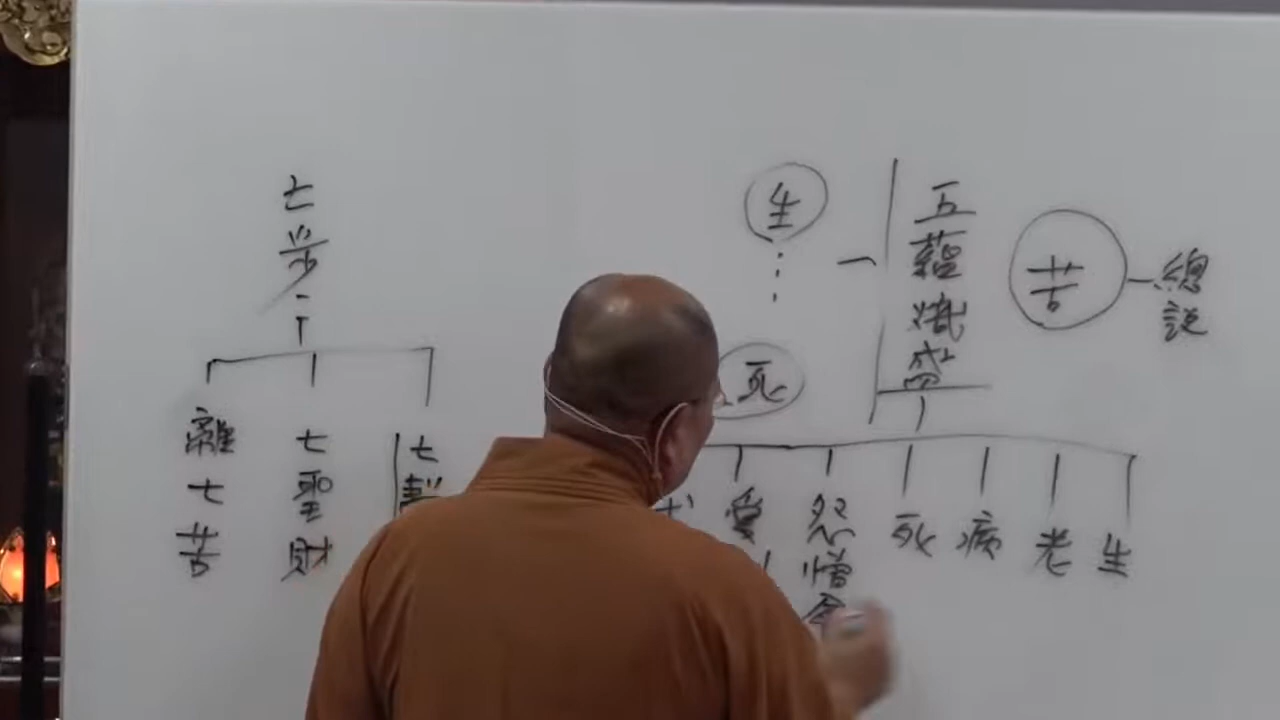 總說
苦
五蘊熾盛
生
老
病
死
怨憎會
愛
生
死
七步
七
七聖財
離七苦